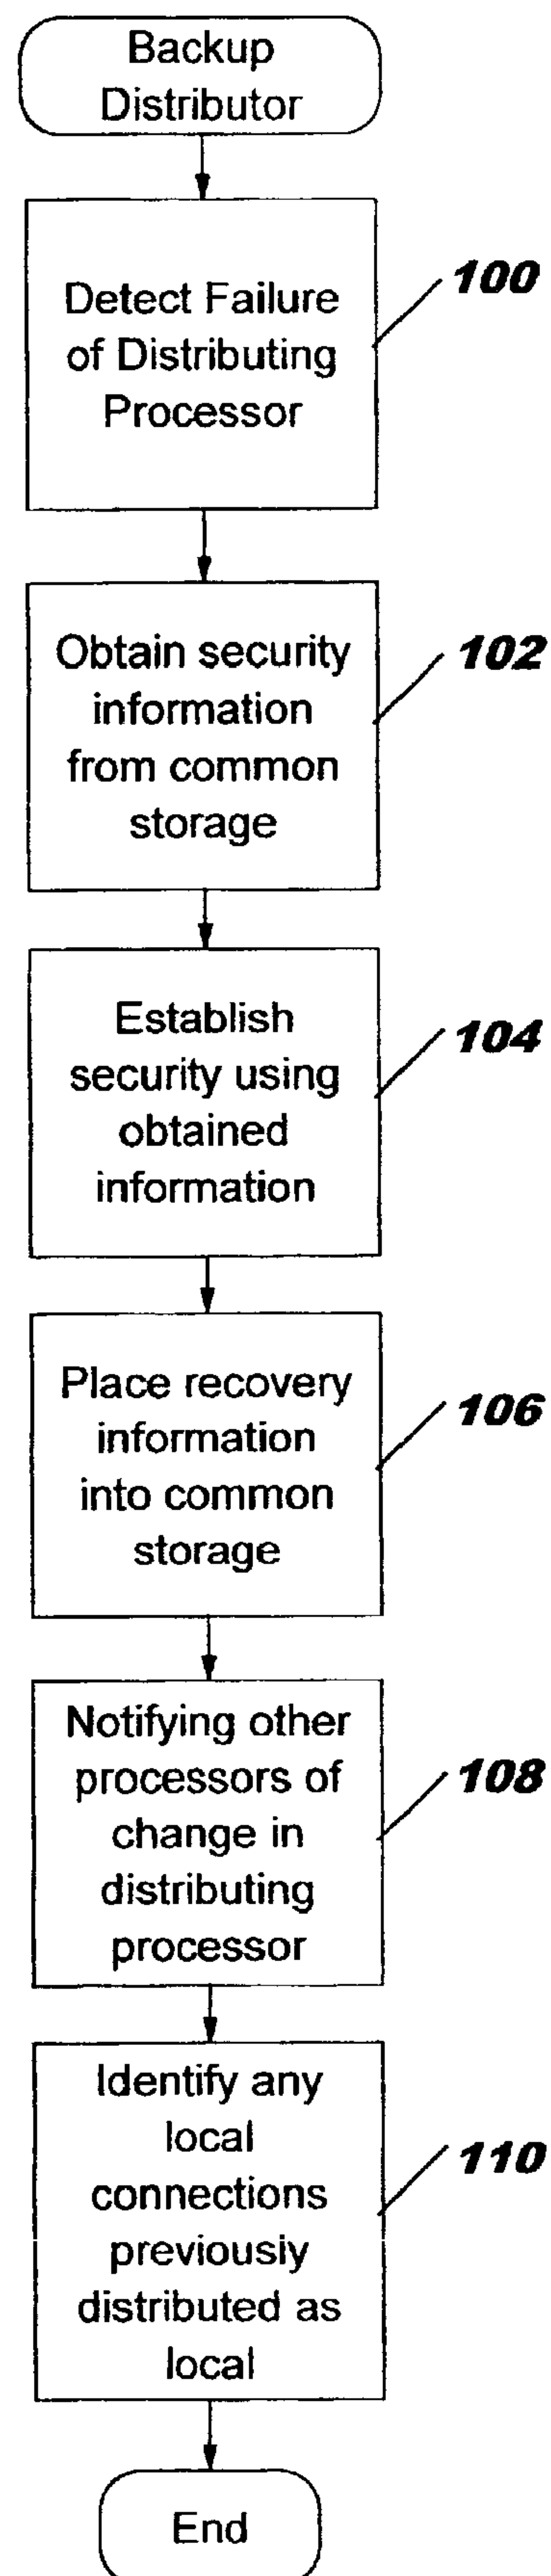 Backup
Distributor
Detect Failure
of Distributing
Processor
100
Obtain security
information
from common
storage
102
Establish
security using
obtained
information
104
Place recovery
information
into common
storage
106
Notifying other
processors of
change in
distributing
processor
108
Identify any
local
connections
previously
distributed as
local
110
End